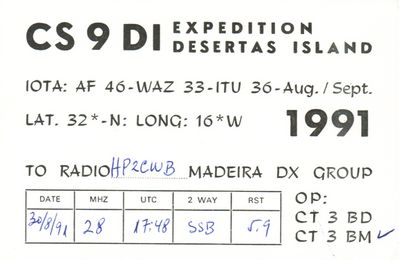 CS 9 DI EXPEDITION
DESERTAS ISLAND
IOTA: AF 46-WAZ 33-ITU 36-Aug./Sept.
LAT. 32*-N: LONG: 16*W 1991
TO RADIO HP2CWB MADEIRA DX GROUP
DATE MHZ UTC 2 WAY RST
30/8/91 28 17:48 SSB 5.9
OP:
CT 3 BD
CT 3 BM ✓